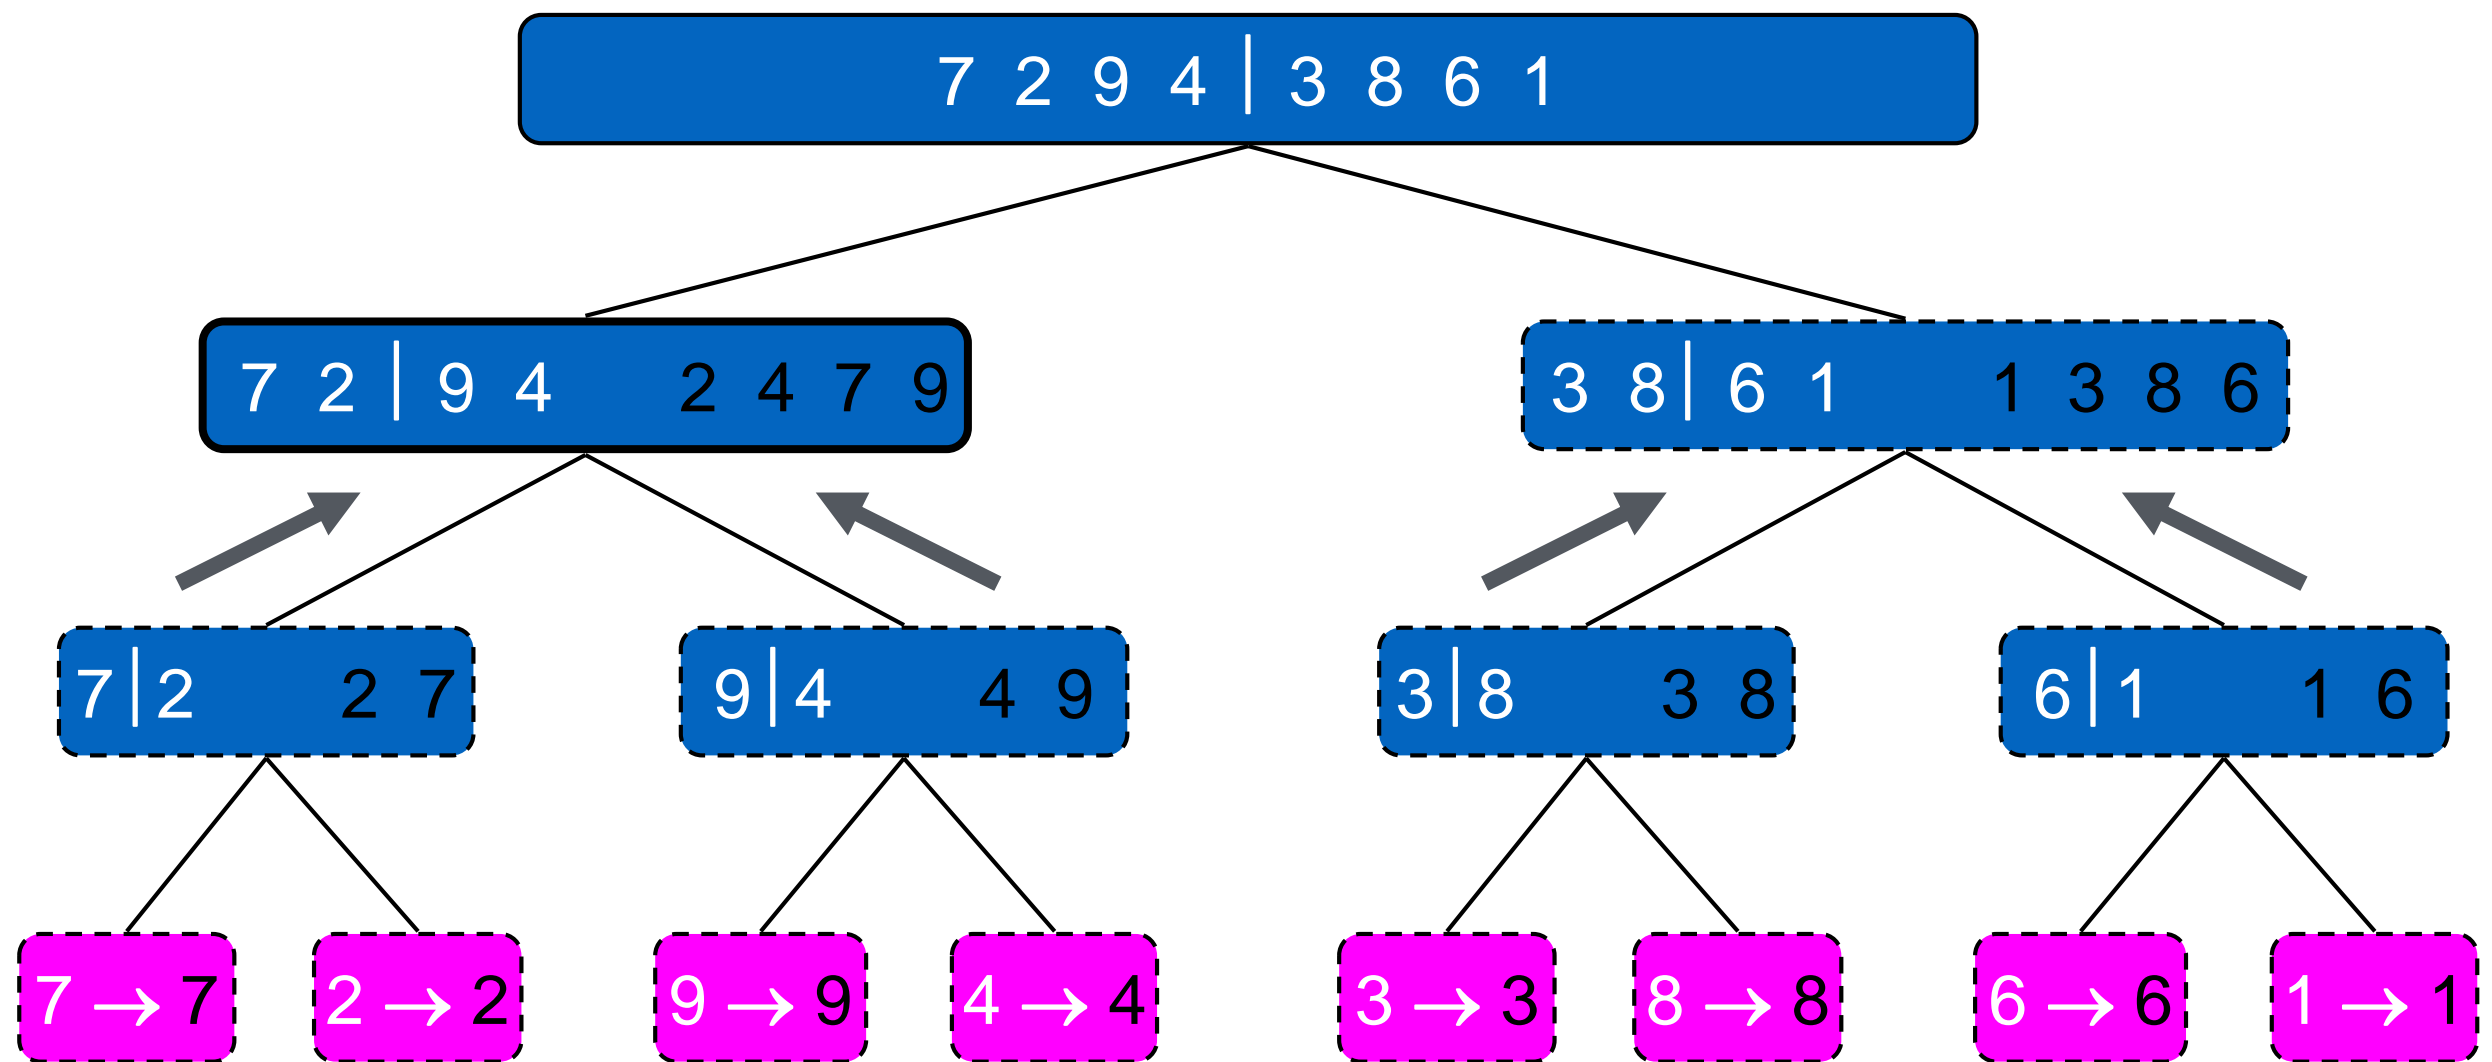 7 2 9 4 | 3 8 6 1
7 2 | 9 4 2 4 7 9
3 8 | 6 1 1 3 8 6
7 | 2 2 7
9 | 4 4 9
3 | 8 3 8
6 | 1 1 6
7 → 7
2 → 2
9 → 9
4 → 4
3 → 3
8 → 8
6 → 6
1 → 1